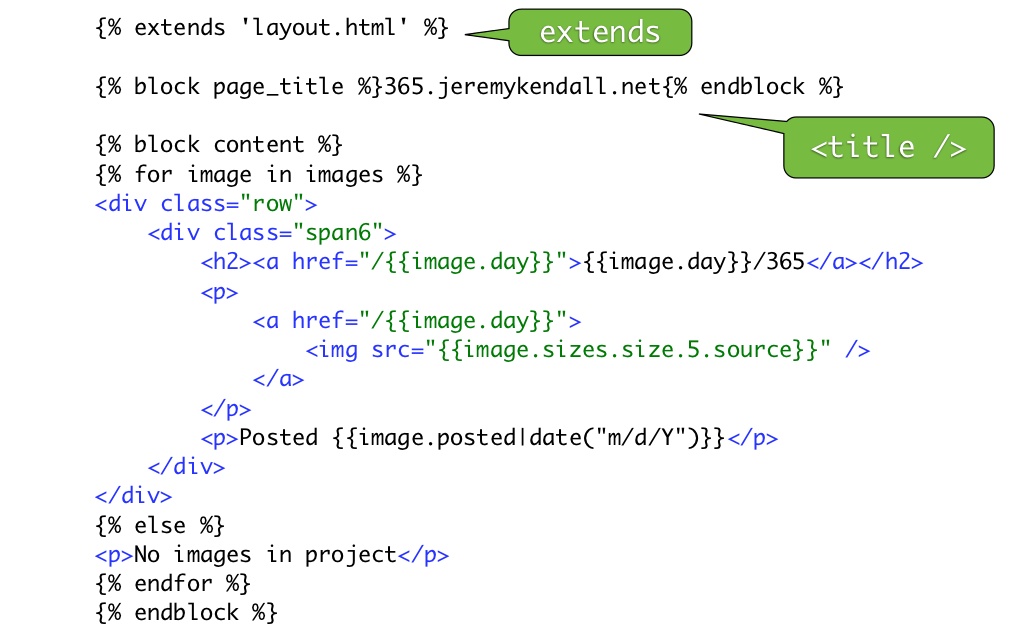 {% extends 'layout.html' %}
extends
{% block page_title %}365.jeremykendall.net{% endblock %}
<title />
{% block content %}
{% for image in images %}
<div class="row">
    <div class="span6">
        <h2><a href="/{{image.day}}">{{image.day}}/365</a></h2>
        <p>
            <a href="/{{image.day}}">
                <img src="{{image.sizes.size.5.source}}" />
            </a>
        </p>
        <p>Posted {{image.posted|date("m/d/Y")}}</p>
    </div>
</div>
{% else %}
<p>No images in project</p>
{% endfor %}
{% endblock %}